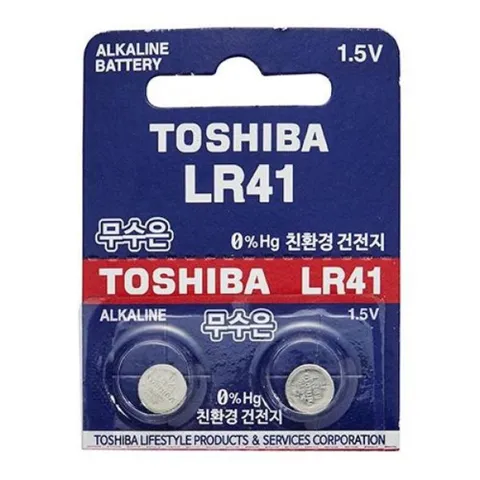 ALKALINE
BATTERY
1.5V
TOSHIBA
LR41
무수은
0%Hg 친환경 건전지
TOSHIBA LR41
ALKALINE 무수은 1.5V
0%Hg
친환경 건전지
TOSHIBA LIFESTYLE PRODUCTS & SERVICES CORPORATION